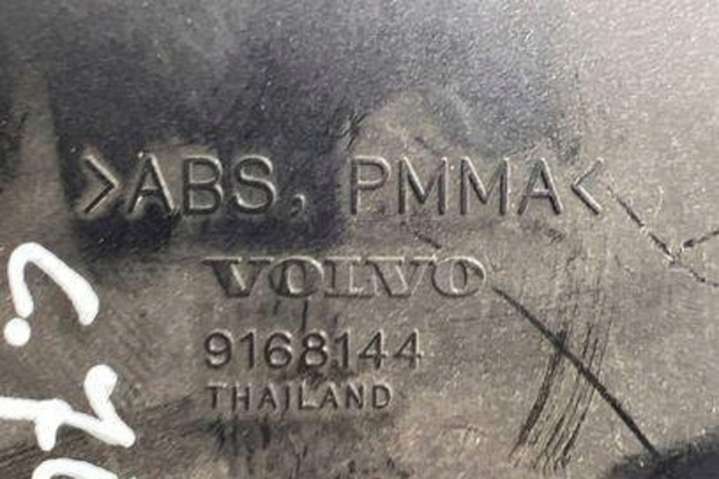 >ABS, PMMA<
VOLVO
9168144
THAILAND